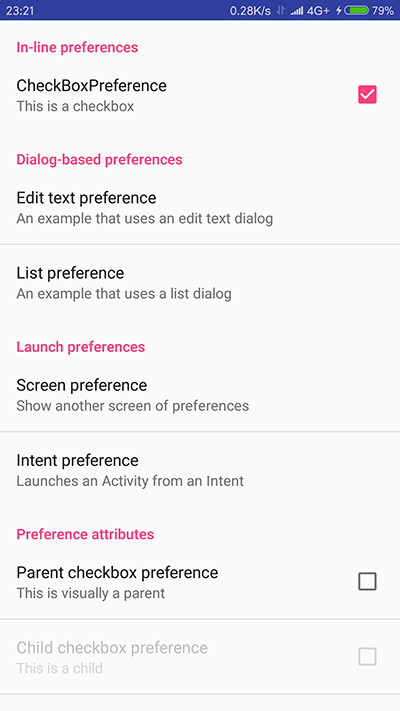 23:21 0.28K/s 4G+ 79%
In-line preferences
CheckBoxPreference
This is a checkbox
Dialog-based preferences
Edit text preference
An example that uses an edit text dialog
List preference
An example that uses a list dialog
Launch preferences
Screen preference
Show another screen of preferences
Intent preference
Launches an Activity from an Intent
Preference attributes
Parent checkbox preference
This is visually a parent
Child checkbox preference
This is a child